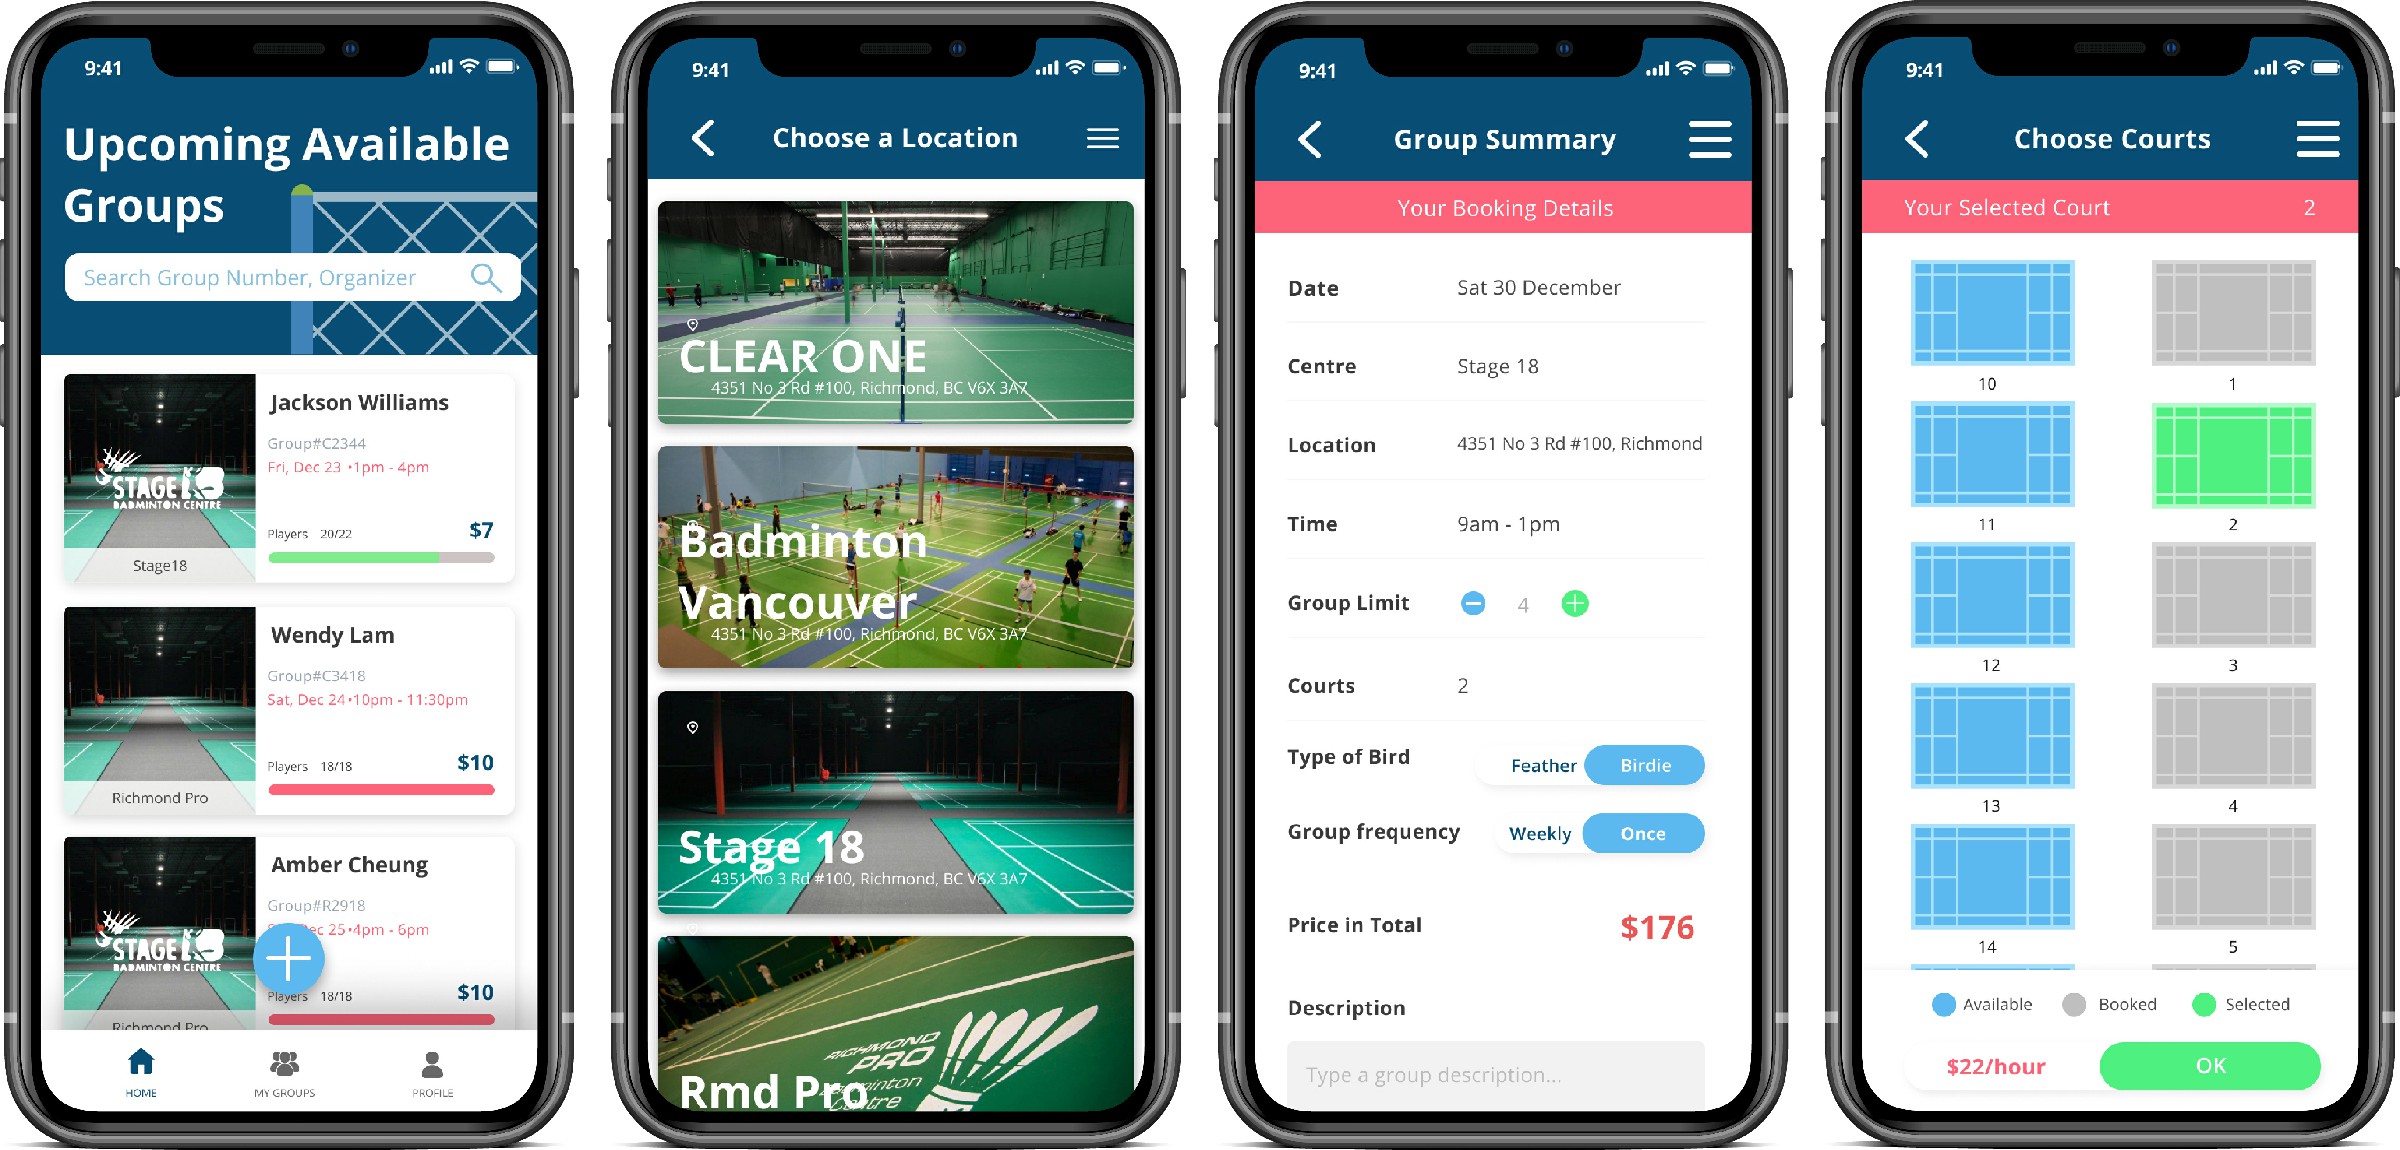 9:41
Upcoming Available
Groups
Search Group Number, Organizer
STAGE 18
BADMINTON CENTRE
Stage18
Jackson Williams
Group#C2344
Fri, Dec 23 •1pm - 4pm
Players 20/22
$7
Richmond Pro
Wendy Lam
Group#C3418
Sat, Dec 24•10pm - 11:30pm
Players 18/18
$10
STAGE 18
BADMINTON CENTRE
Richmond Pro
Amber Cheung
Group#R2918
Dec 25•4pm - 6pm
Players 18/18
$10
HOME
MY GROUPS
PROFILE
9:41
Choose a Location
CLEAR ONE
4351 No 3 Rd #100, Richmond, BC V6X 3A7
Badminton
Vancouver
4351 No 3 Rd #100, Richmond, BC V6X 3A7
Stage 18
4351 No 3 Rd #100, Richmond, BC V6X 3A7
RICHMOND
PRO
Badminton
Centre
Rmd Pro
9:41
Group Summary
Your Booking Details
Date Sat 30 December
Centre Stage 18
Location 4351 No 3 Rd #100, Richmond
Time 9am - 1pm
Group Limit 4
Courts 2
Type of Bird Feather Birdie
Group frequency Weekly Once
Price in Total $176
Description
Type a group description...
9:41
Choose Courts
Your Selected Court 2
10 1
11 2
12 3
13 4
14 5
Available Booked Selected
$22/hour OK